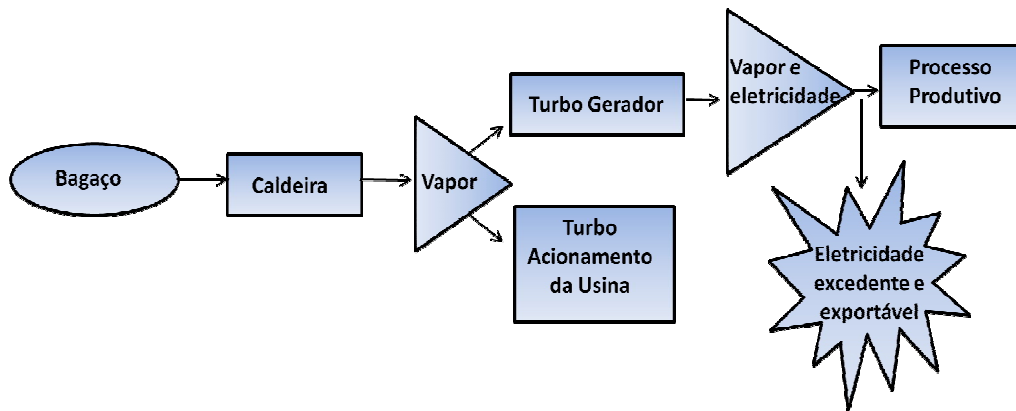 Bagaço
Caldeira
Vapor
Turbo Gerador
Turbo
Acionamento
da Usina
Vapor e
eletricidade
Processo
Produtivo
Eletricidade
excedente e
exportável